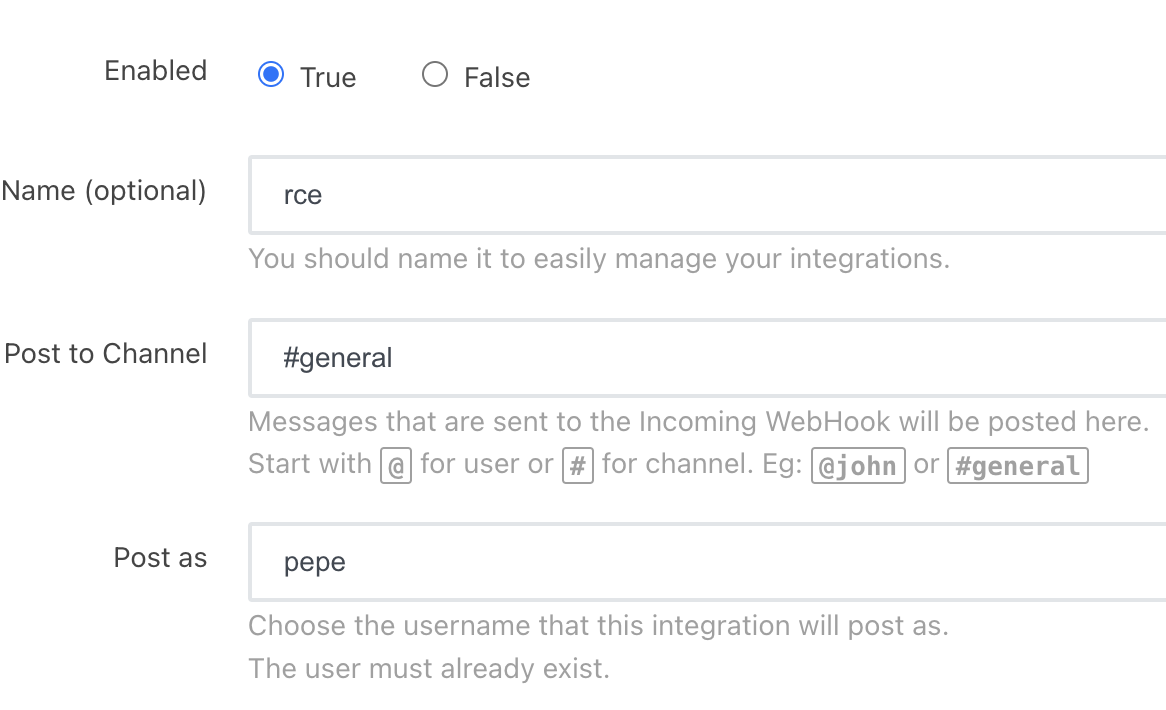 Enabled True False
Name (optional) rce
You should name it to easily manage your integrations.
Post to Channel #general
Messages that are sent to the Incoming WebHook will be posted here.
Start with @ for user or # for channel. Eg: @john or #general
Post as pepe
Choose the username that this integration will post as.
The user must already exist.